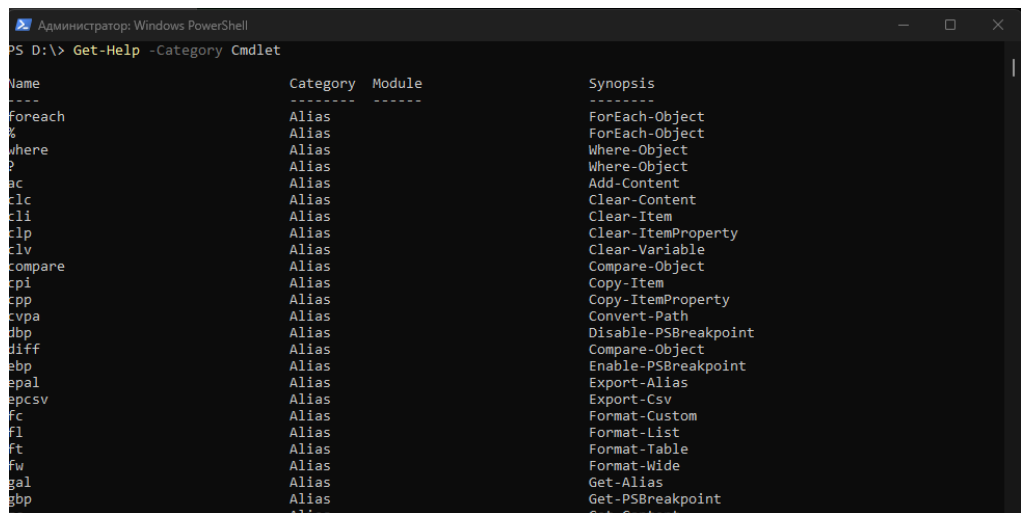 Администратор: Windows PowerShell
PS D:\> Get-Help -Category Cmdlet
Name Category Module Synopsis
---- -------- ------ --------
foreach Alias ForEach-Object
% Alias ForEach-Object
where Alias Where-Object
? Alias Where-Object
ac Alias Add-Content
clc Alias Clear-Content
cli Alias Clear-Item
clp Alias Clear-ItemProperty
clv Alias Clear-Variable
compare Alias Compare-Object
cpi Alias Copy-Item
cpp Alias Copy-ItemProperty
cvpa Alias Convert-Path
dbp Alias Disable-PSBreakpoint
diff Alias Compare-Object
ebp Alias Enable-PSBreakpoint
epal Alias Export-Alias
epcsv Alias Export-Csv
fc Alias Format-Custom
fl Alias Format-List
ft Alias Format-Table
fw Alias Format-Wide
gal Alias Get-Alias
gbp Alias Get-PSBreakpoint